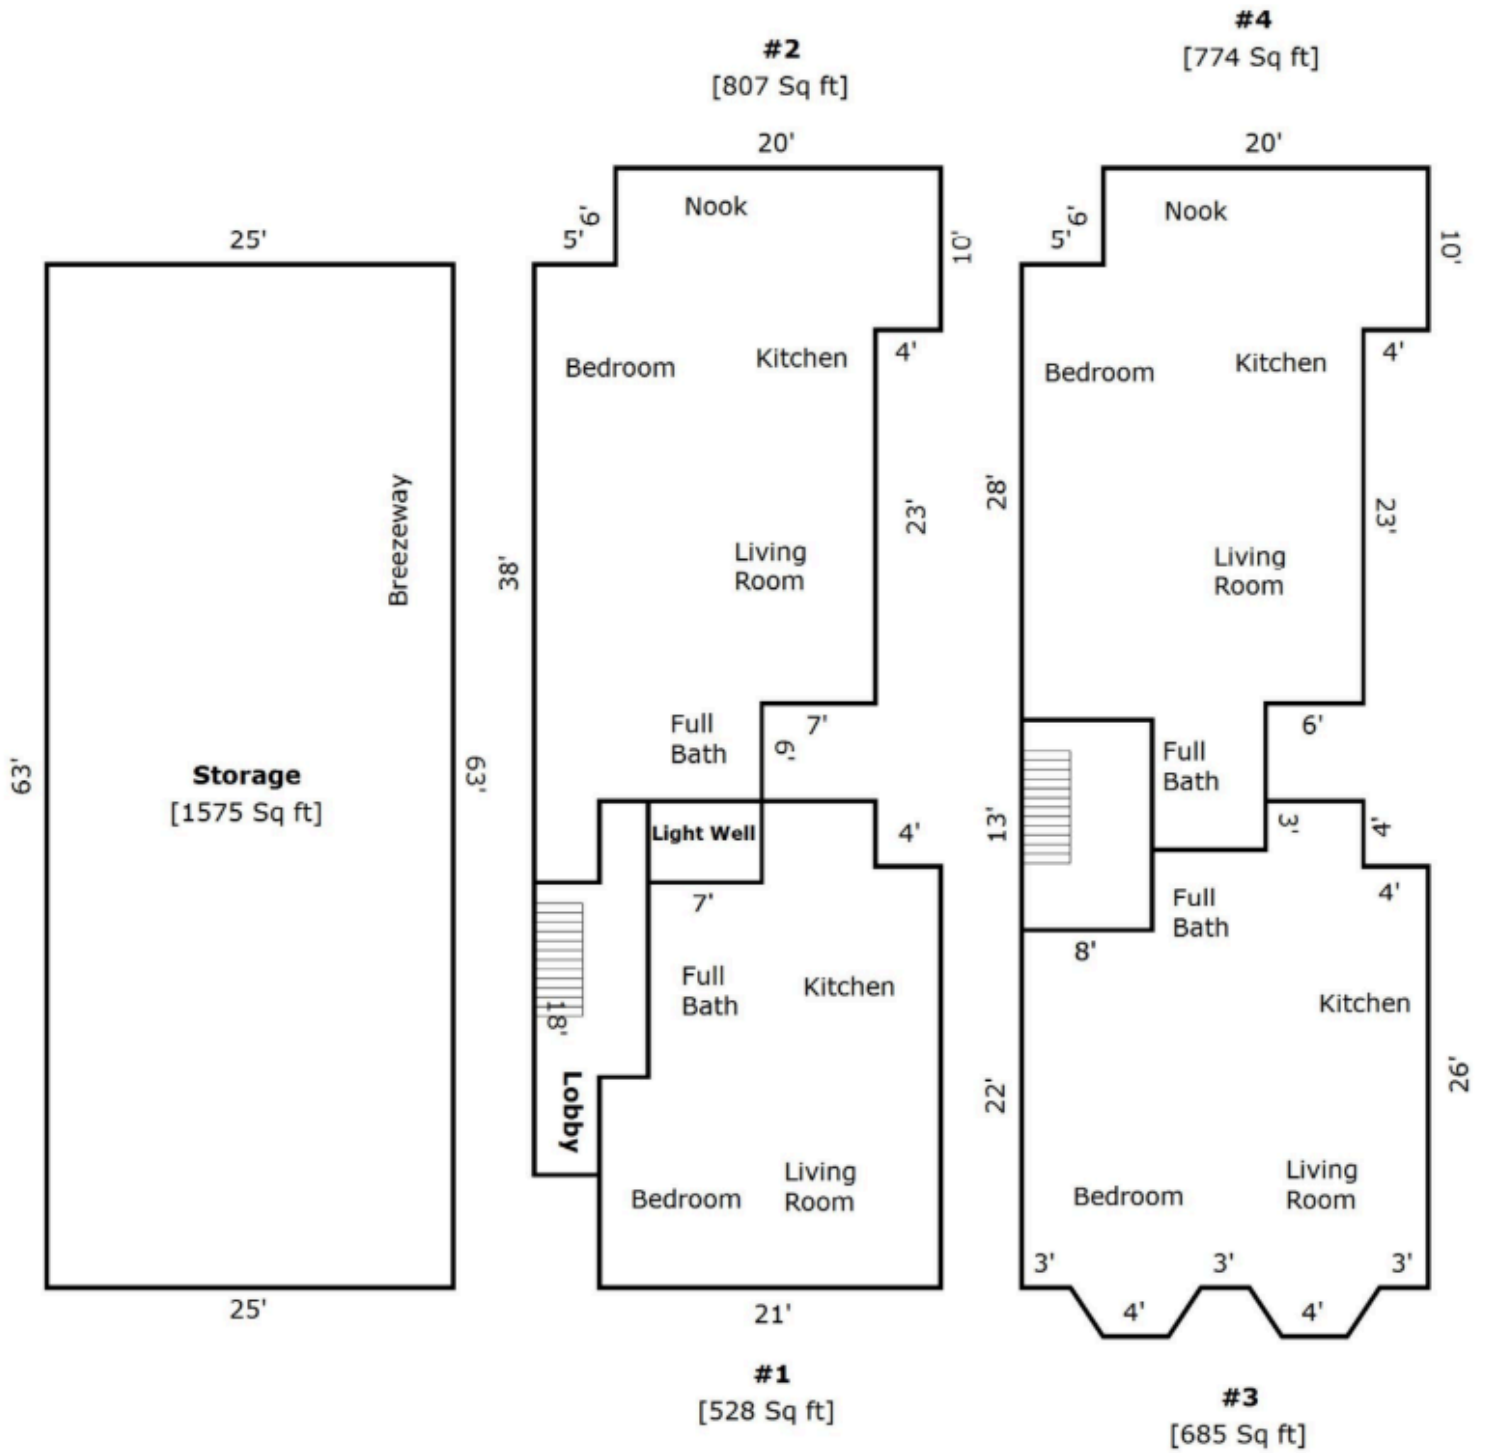 #4
[774 Sq ft]
#2
[807 Sq ft]
20'
20'
Nook
Nook
6'
5'
10'
6'
5'
10'
25'
Bedroom
Kitchen
4'
Bedroom
Kitchen
4'
Breezeway
38'
23'
28'
23'
Living
Room
Living
Room
Full
Bath
7'
6'
Full
Bath
6'
63'
Storage
[1575 Sq ft]
63'
Light Well
4'
13'
3'
4'
7'
4'
Full
Bath
8'
Full
Bath
Kitchen
Kitchen
18'
Lobby
22'
26'
Bedroom
Living
Room
Bedroom
Living
Room
3'
3'
3'
4'
4'
25'
21'
#1
[528 Sq ft]
#3
[685 Sq ft]